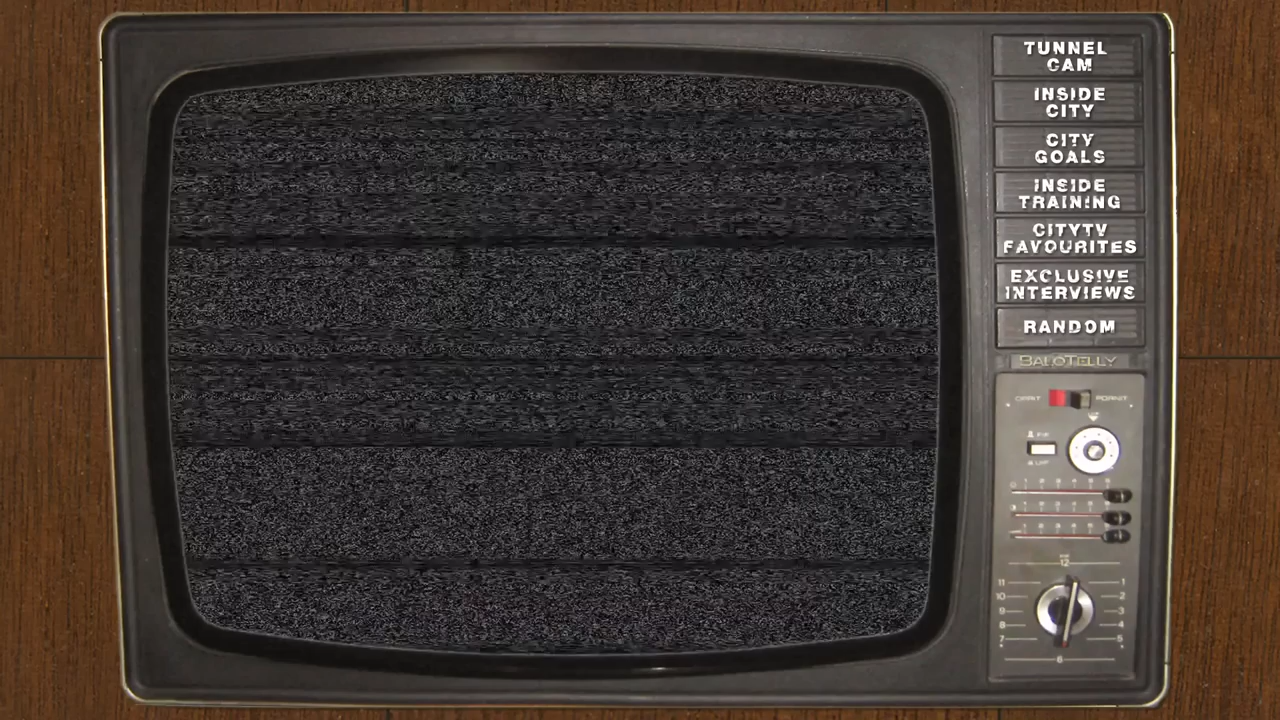 TUNNEL
CAM
INSIDE
CITY
CITY
GOALS
INSIDE
TRAINING
CITYTV
FAVOURITES
EXCLUSIVE
INTERVIEWS
RANDOM
BALOTELLY
12
11 1
10 2
9 3
8 4
7 5
6